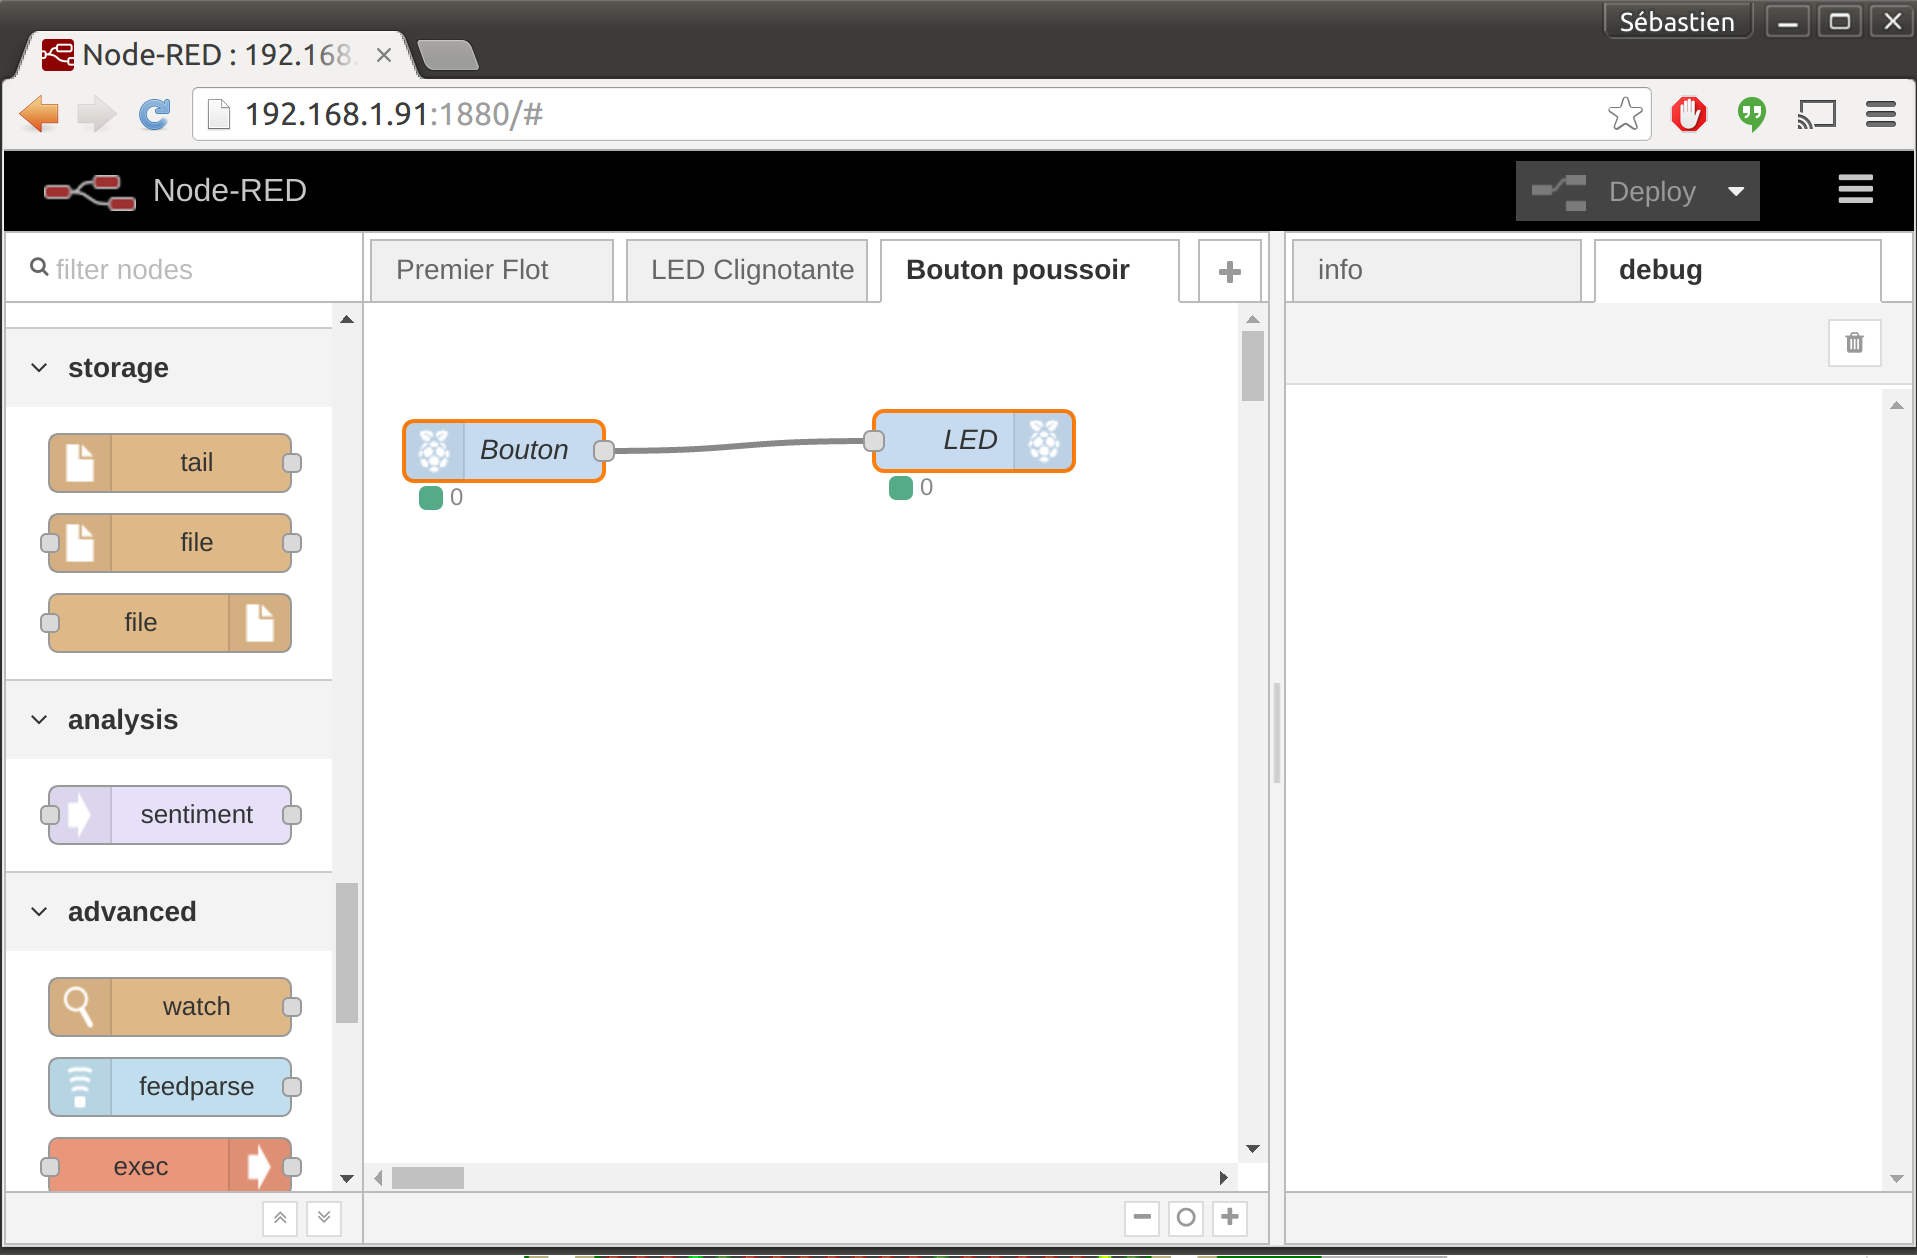 Sébastien
Node-RED : 192.168.
192.168.1.91:1880/#
Node-RED
Deploy
filter nodes
Premier Flot
LED Clignotante
Bouton poussoir
info
debug
storage
tail
file
file
analysis
sentiment
advanced
watch
feedparse
exec
Bouton
0
LED
0